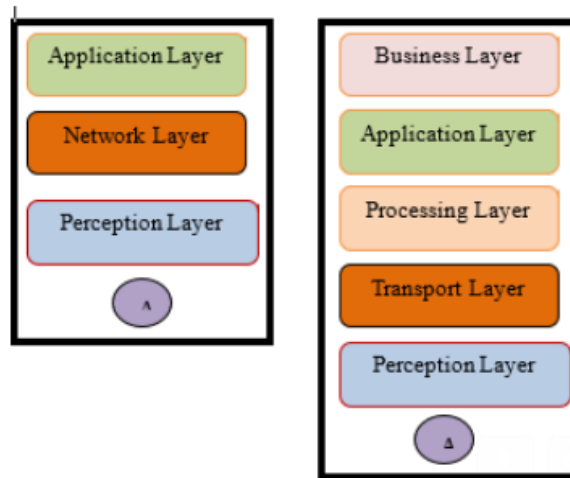 Application Layer
Network Layer
Perception Layer
A
Business Layer
Application Layer
Processing Layer
Transport Layer
Perception Layer